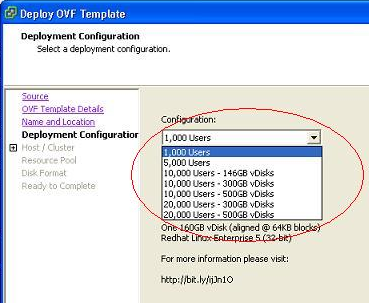 Deploy OVF Template
Deployment Configuration
Select a deployment configuration.
Source
OVF Template Details
Name and Location
Deployment Configuration
Host / Cluster
Resource Pool
Disk Format
Ready to Complete
Configuration:
1,000 Users
1,000 Users
5,000 Users
10,000 Users - 146GB vDisks
10,000 Users - 300GB vDisks
10,000 Users - 500GB vDisks
20,000 Users - 300GB vDisks
20,000 Users - 500GB vDisks
One 160GB vDisk (aligned @ 64KB blocks)
Redhat Linux Enterprise 5 (32-bit)
For more information please visit:
http://bit.ly/ijJn1O